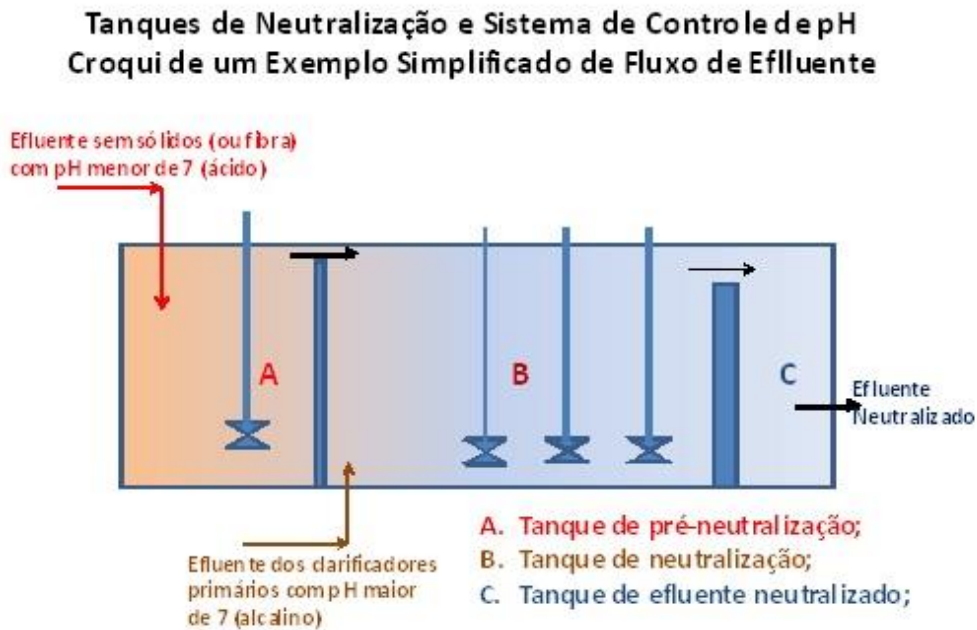 Tanques de Neutralização e Sistema de Controle de pH
Croqui de um Exemplo Simplificado de Fluxo de Eflluente
Efluente sem sólidos (ou fibra)
com pH menor de 7 (ácido)
A
B
C
Efluente
Neutralizado
Efluente dos clarificadores
primários com pH maior
de 7 (alcalino)
A. Tanque de pré-neutralização;
B. Tanque de neutralização;
C. Tanque de efluente neutralizado;